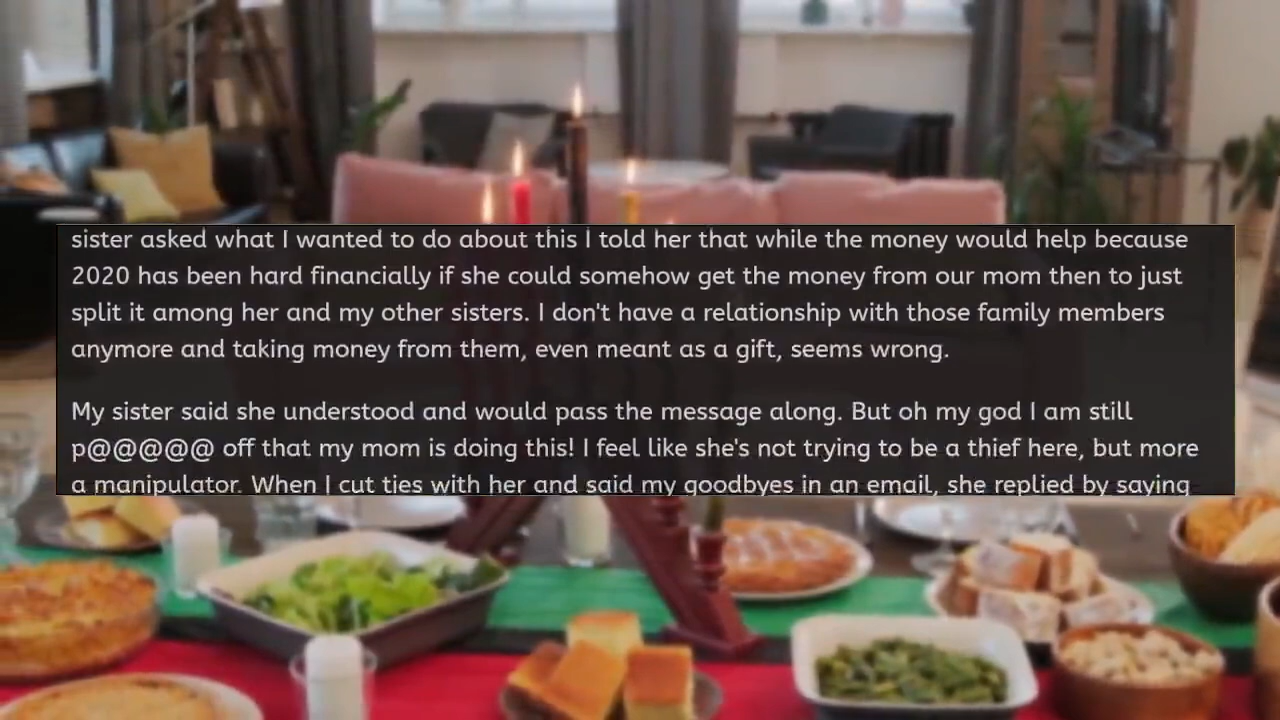 sister asked what I wanted to do about this I told her that while the money would help because
2020 has been hard financially if she could somehow get the money from our mom then to just
split it among her and my other sisters. I don't have a relationship with those family members
anymore and taking money from them, even meant as a gift, seems wrong.
My sister said she understood and would pass the message along. But oh my god I am still
p@@@@@ off that my mom is doing this! I feel like she's not trying to be a thief here, but more
a manipulator. When I cut ties with her and said my goodbyes in an email, she replied by saying